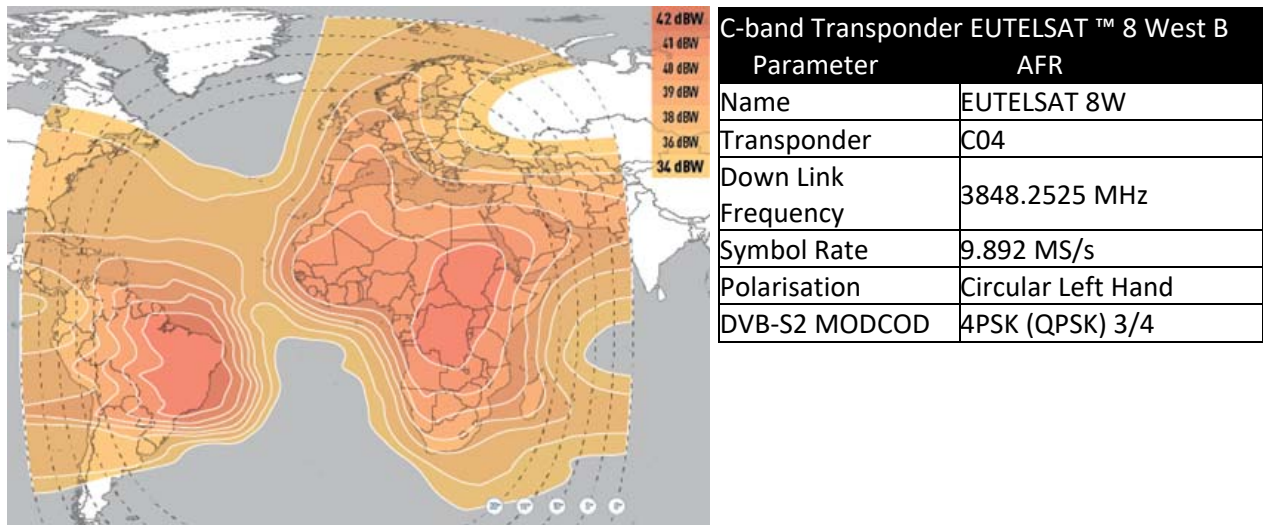 42 dBW
41 dBW
40 dBW
39 dBW
38 dBW
36 dBW
34 dBW
C-band Transponder EUTELSAT ™ 8 West B
Parameter AFR
Name EUTELSAT 8W
Transponder C04
Down Link
Frequency 3848.2525 MHz
Symbol Rate 9.892 MS/s
Polarisation Circular Left Hand
DVB-S2 MODCOD 4PSK (QPSK) 3/4